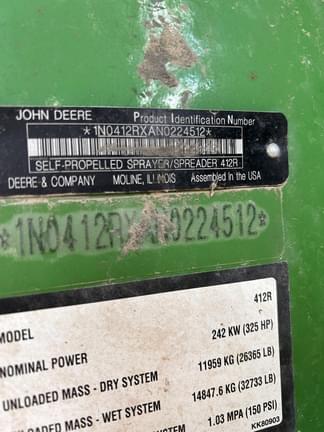 JOHN DEERE Product Identification Number
*1N0412RXAN0224512*
SELF-PROPELLED SPRAYER/SPREADER 412R
DEERE & COMPANY MOLINE, ILLINOIS Assembled in the USA
*1N0412RXAN0224512*
412R
MODEL 242 KW (325 HP)
NOMINAL POWER 11959 KG (26365 LB)
UNLOADED MASS - DRY SYSTEM 14847.6 KG (32733 LB)
UNLOADED MASS - WET SYSTEM 1.03 MPA (150 PSI)
KK80903